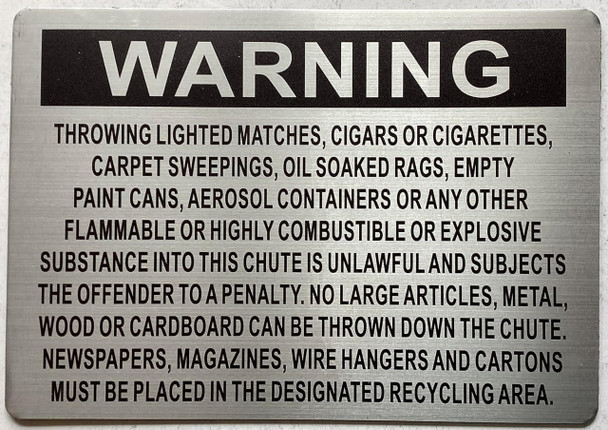 WARNING
THROWING LIGHTED MATCHES, CIGARS OR CIGARETTES,
CARPET SWEEPINGS, OIL SOAKED RAGS, EMPTY
PAINT CANS, AEROSOL CONTAINERS OR ANY OTHER
FLAMMABLE OR HIGHLY COMBUSTIBLE OR EXPLOSIVE
SUBSTANCE INTO THIS CHUTE IS UNLAWFUL AND SUBJECTS
THE OFFENDER TO A PENALTY. NO LARGE ARTICLES, METAL,
WOOD OR CARDBOARD CAN BE THROWN DOWN THE CHUTE.
NEWSPAPERS, MAGAZINES, WIRE HANGERS AND CARTONS
MUST BE PLACED IN THE DESIGNATED RECYCLING AREA.